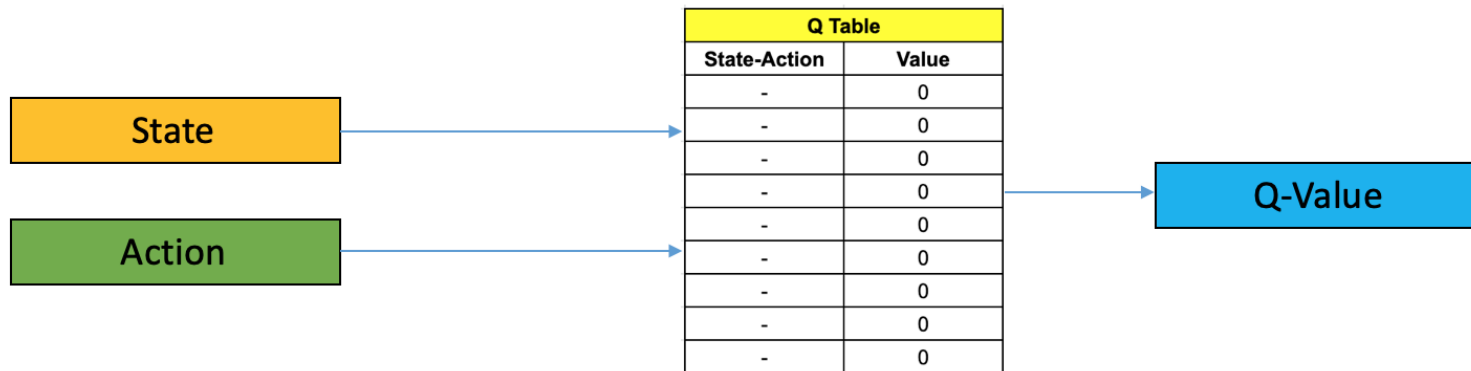 Q Table
State-Action Value
- 0
- 0
- 0
- 0
- 0
- 0
- 0
- 0
- 0
State
Action
Q-Value